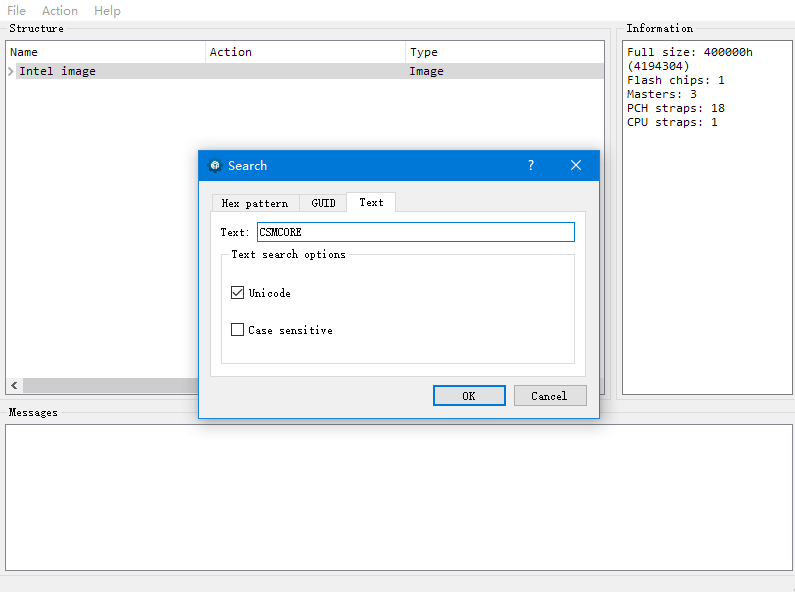 File Action Help
Structure
Name Action Type
Intel image Image
Information
Full size: 400000h
(4194304)
Flash chips: 1
Masters: 3
PCH straps: 18
CPU straps: 1
Search ?
Hex pattern GUID Text
Text: CSMCORE
Text search options
Unicode
Case sensitive
OK Cancel
Messages